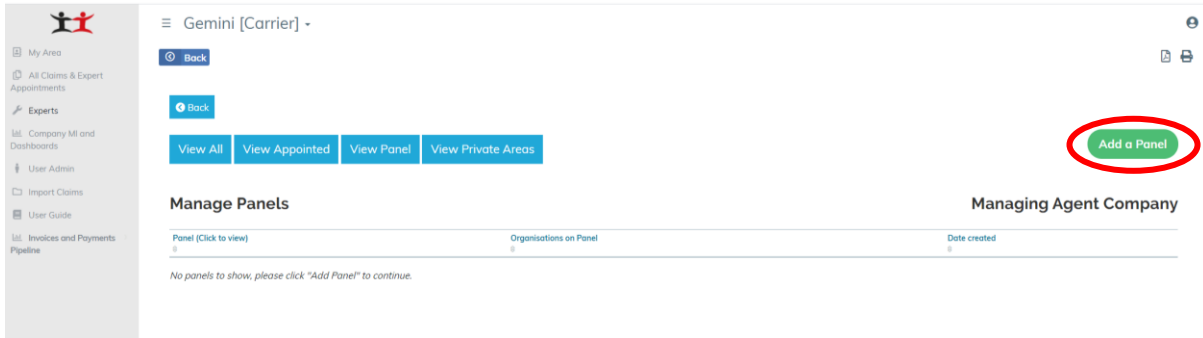 Gemini [Carrier]
Back
My Area
All Claims & Expert
Appointments
Experts
Company MI and
Dashboards
User Admin
Import Claims
User Guide
Invoices and Payments
Pipeline
Back
View All View Appointed View Panel View Private Areas
Add a Panel
Manage Panels
Managing Agent Company
Panel (Click to view) Organisations on Panel Date created
No panels to show, please click "Add Panel" to continue.